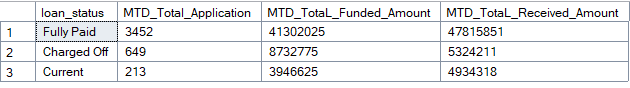 loan_status MTD_Total_Application MTD_TotaL_Funded_Amount MTD_TotaL_Received_Amount
1 Fully Paid 3452 41302025 47815851
2 Charged Off 649 8732775 5324211
3 Current 213 3946625 4934318